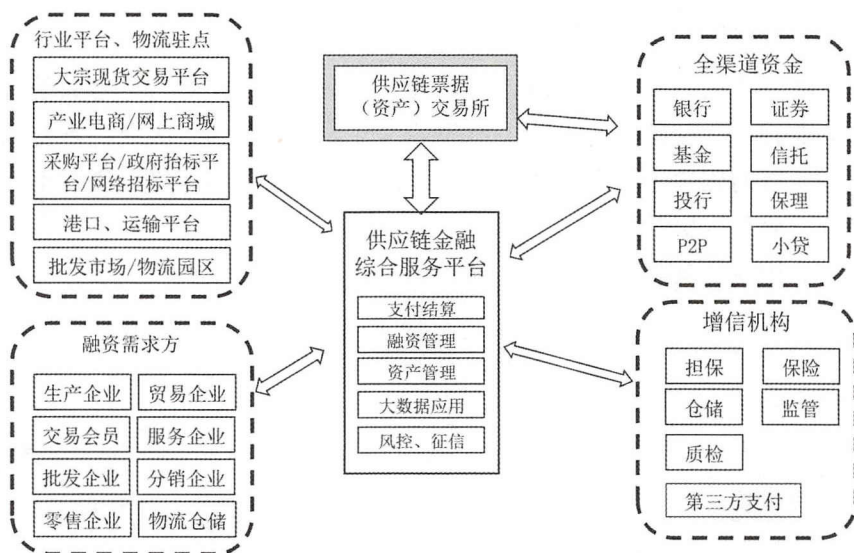 行业平台、物流驻点
大宗现货交易平台
产业电商/网上商城
采购平台/政府抬标平
台/网络招标平台
港口、运输平台
批发市场/物流园区
融资需求方
生产企业
贸易企业
交易会员
服务企业
批发企业
分销企业
零售企业
物流仓储
供应链票据
（资产）交易所
供应链金融
综合服务平台
支付结算
融资管理
资产管理
大数据应用
风控、征信
全渠道资金
银行
证券
基金
信托
投行
保理
P2P
小贷
增信机构
担保
保险
仓储
监管
质检
第三方支付